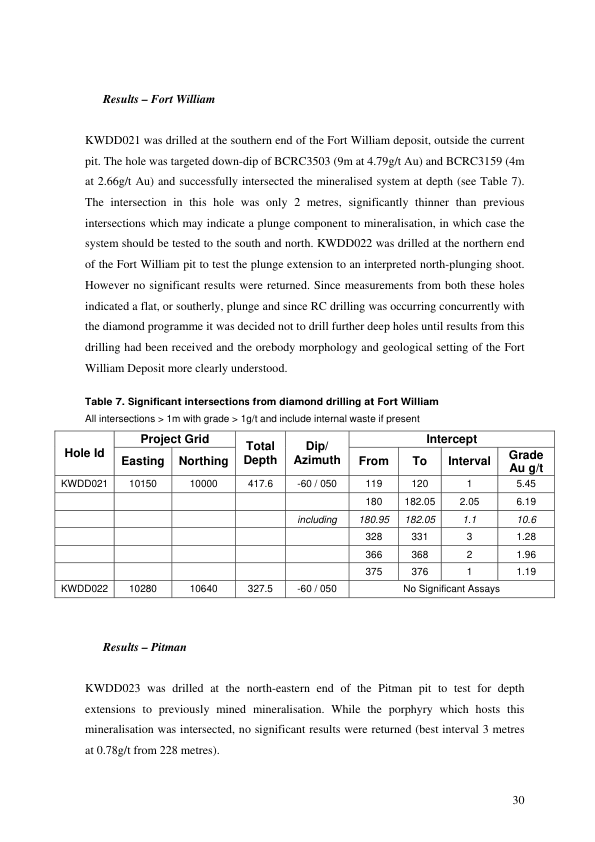 Results – Fort William
KWDD021 was drilled at the southern end of the Fort William deposit, outside the current
pit. The hole was targeted down-dip of BCRC3503 (9m at 4.79g/t Au) and BCRC3159 (4m
at 2.66g/t Au) and successfully intersected the mineralised system at depth (see Table 7).
The intersection in this hole was only 2 metres, significantly thinner than previous
intersections which may indicate a plunge component to mineralisation, in which case the
system should be tested to the south and north. KWDD022 was drilled at the northern end
of the Fort William pit to test the plunge extension to an interpreted north-plunging shoot.
However no significant results were returned. Since measurements from both these holes
indicated a flat, or southerly, plunge and since RC drilling was occurring concurrently with
the diamond programme it was decided not to drill further deep holes until results from this
drilling had been received and the orebody morphology and geological setting of the Fort
William Deposit more clearly understood.
Table 7. Significant intersections from diamond drilling at Fort William
All intersections > 1m with grade > 1g/t and include internal waste if present
Hole Id Project Grid Total Depth Dip/ Azimuth Intercept
Easting Northing From To Interval Grade Au g/t
KWDD021 10150 10000 417.6 -60 / 050 119 120 1 5.45
180 182.05 2.05 6.19
including 180.95 182.05 1.1 10.6
328 331 3 1.28
366 368 2 1.96
375 376 1 1.19
KWDD022 10280 10640 327.5 -60 / 050 No Significant Assays
Results – Pitman
KWDD023 was drilled at the north-eastern end of the Pitman pit to test for depth
extensions to previously mined mineralisation. While the porphyry which hosts this
mineralisation was intersected, no significant results were returned (best interval 3 metres
at 0.78g/t from 228 metres).
30